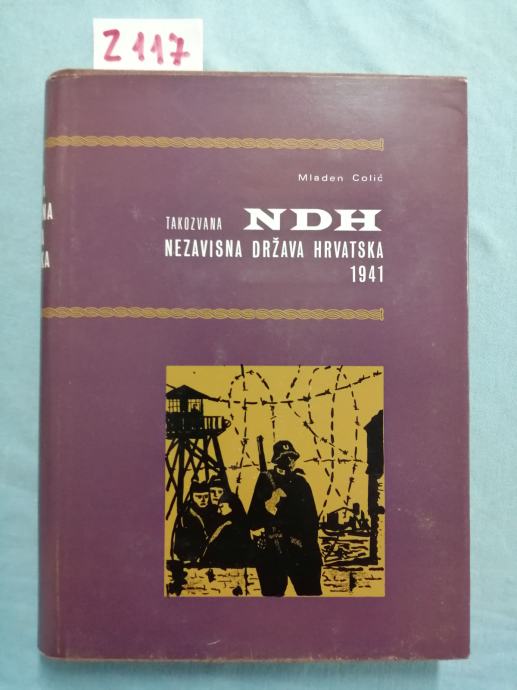 Z 117
Mladen Colić
TAKOZVANA NDH
NEZAVISNA DRŽAVA HRVATSKA
1941